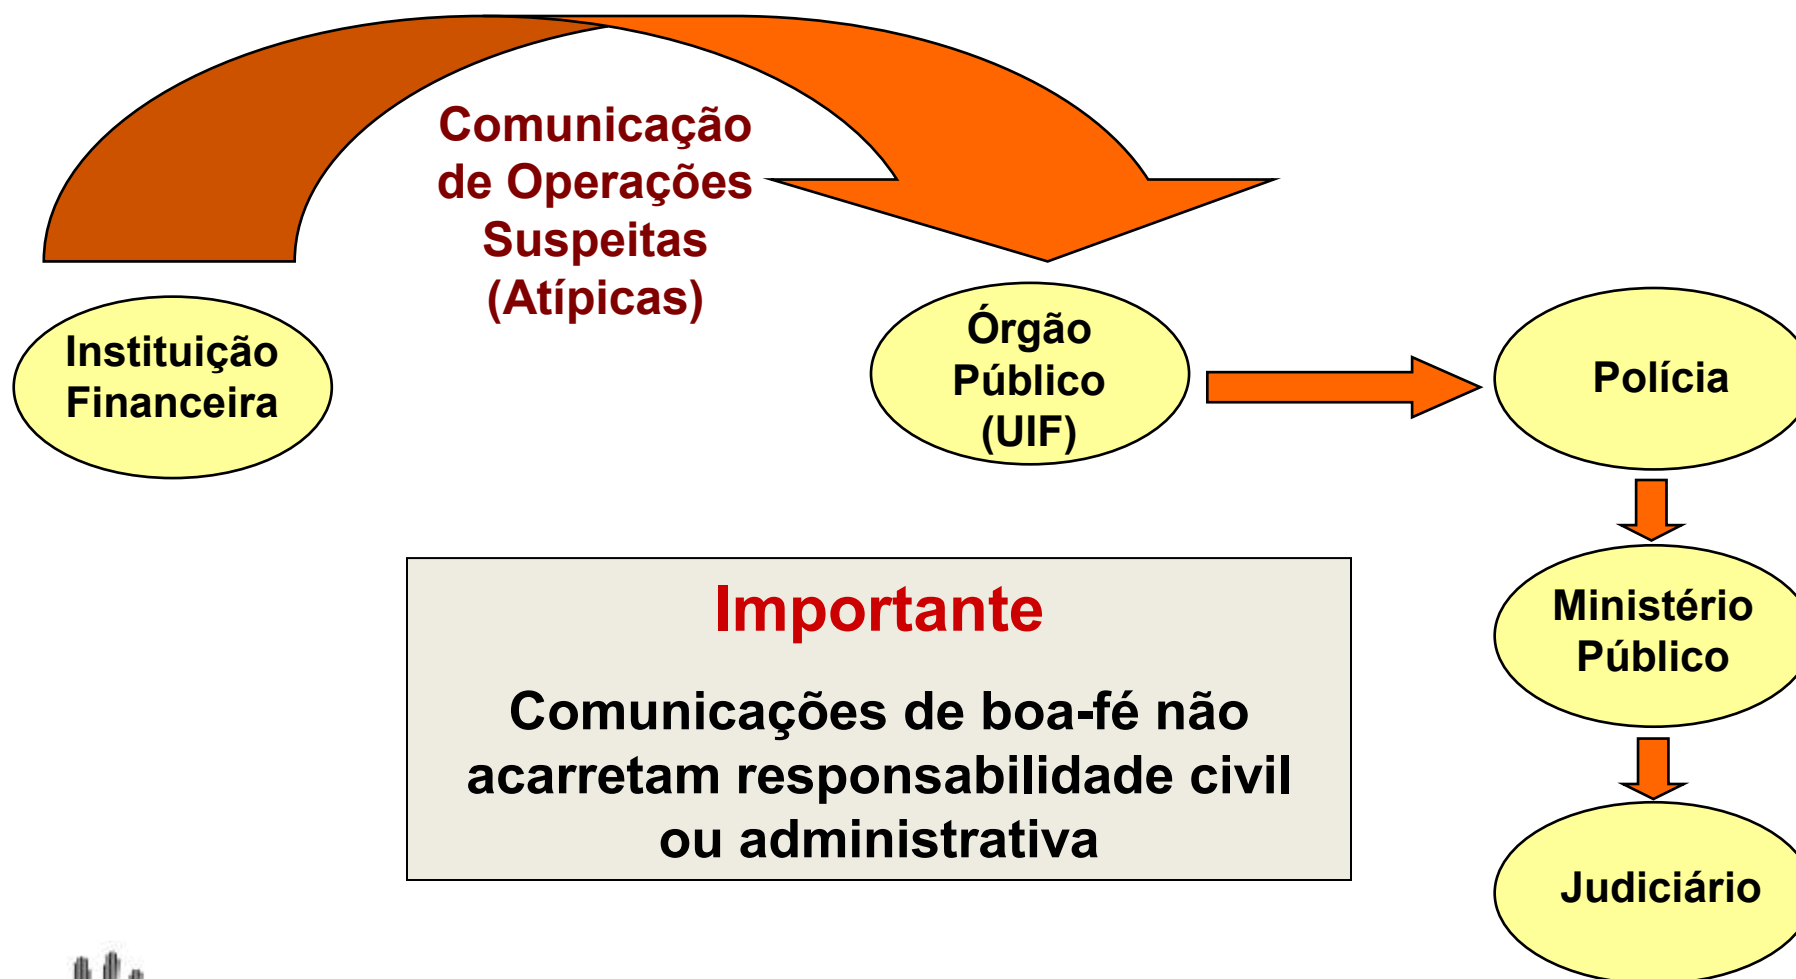 Comunicação
de Operações
Suspeitas
(Atípicas)
Instituição
Financeira
Órgão
Público
(UIF)
Polícia
Ministério
Público
Judiciário
Importante
Comunicações de boa-fé não
acarretam responsabilidade civil
ou administrativa